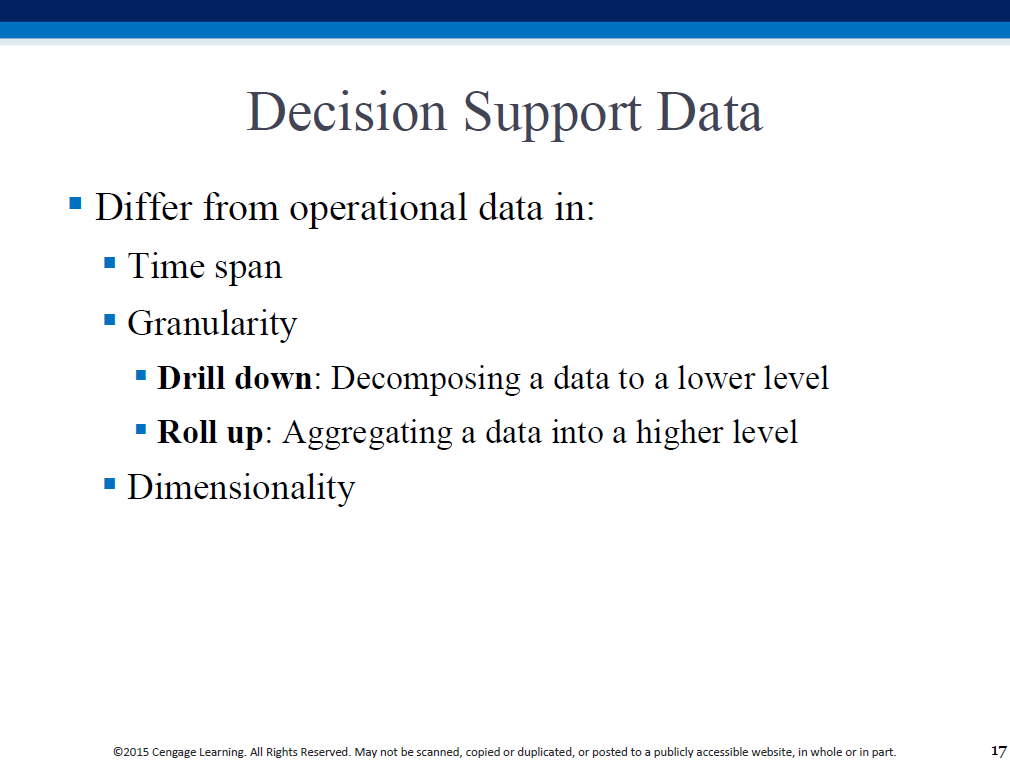 Decision Support Data
▪ Differ from operational data in:
▪ Time span
▪ Granularity
▪ Drill down: Decomposing a data to a lower level
▪ Roll up: Aggregating a data into a higher level
▪ Dimensionality
©2015 Cengage Learning. All Rights Reserved. May not be scanned, copied or duplicated, or posted to a publicly accessible website, in whole or in part.
17